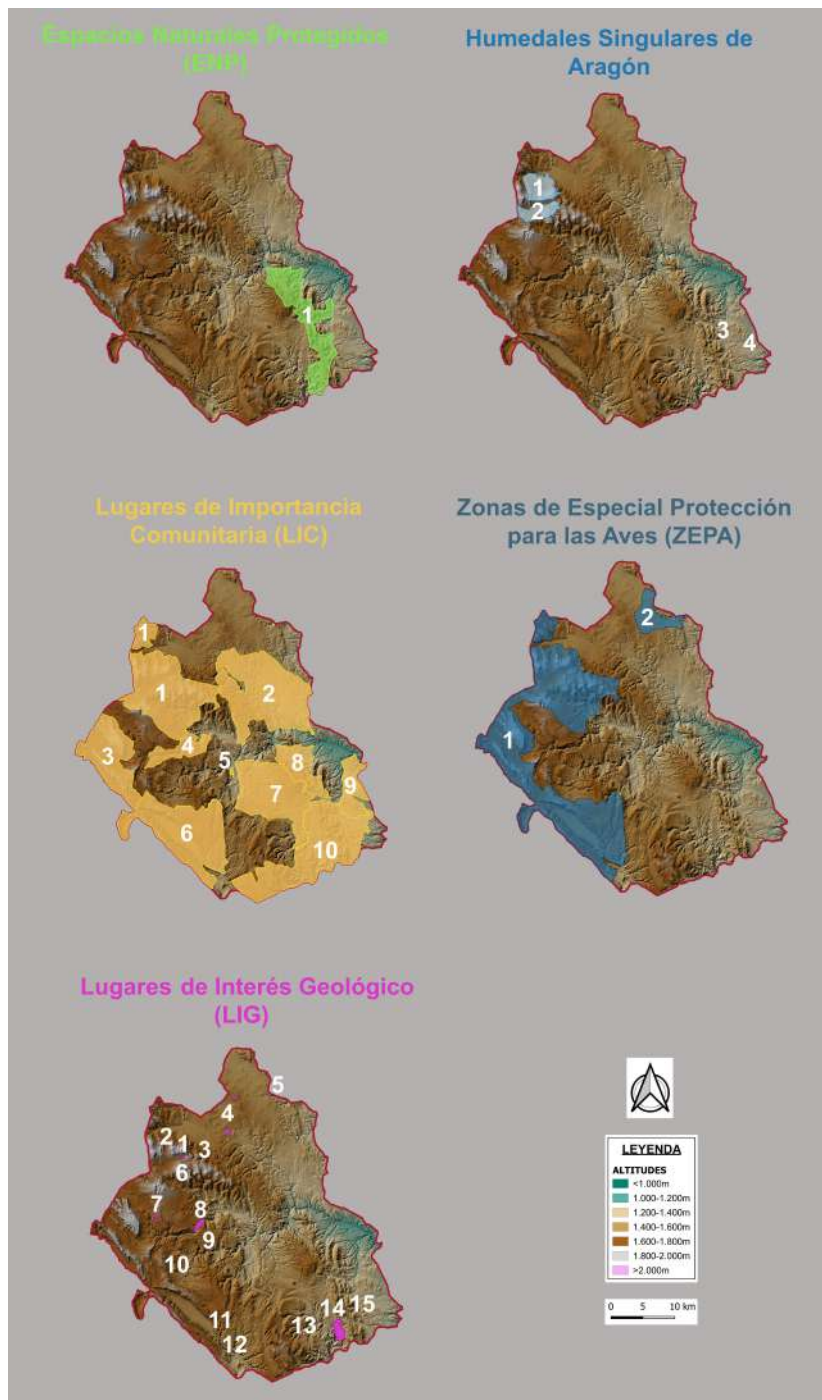 Espacios Naturales Protegidos
(ENP)
Humedales Singulares de
Aragón
1
1
2
3
4
Lugares de Importancia
Comunitaria (LIC)
Zonas de Especial Protección
para las Aves (ZEPA)
1
1
2
3
4
5
6
7
8
9
10
2
1
Lugares de Interés Geológico
(LIG)
5
4
2
1
3
6
7
8
9
10
11
12
13
14
15
LEYENDA
ALTITUDES
<1.000m
1.000-1.200m
1.200-1.400m
1.400-1.600m
1.600-1.800m
1.800-2.000m
>2.000m
0 5 10 km